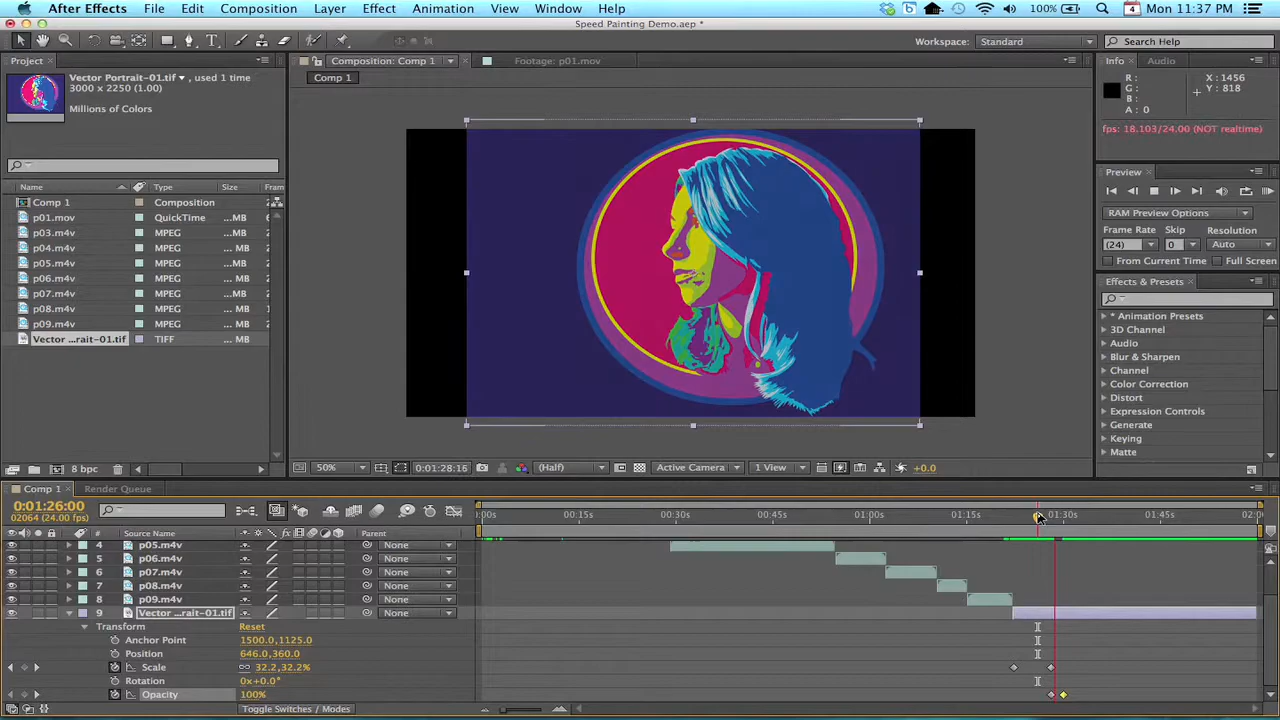 After Effects File Edit Composition Layer Effect Animation View Window Help 100% 4 Mon 11:37 PM
Speed Painting Demo.aep *
Workspace: Standard Search Help
Project Composition: Comp 1 Footage: p01.mov Info Audio
Comp 1
Vector Portrait-01.tif , used 1 time
3000 x 2250 (1.00)
Millions of Colors
R: X: 1456
G: Y: 818
B:
A: 0
fps: 18.103/24.00 (NOT realtime)
Preview
RAM Preview Options
Frame Rate Skip Resolution
(24) 0 Auto
From Current Time Full Screen
Effects & Presets
* Animation Presets
3D Channel
Audio
Blur & Sharpen
Channel
Color Correction
Distort
Expression Controls
Generate
Keying
Matte
Name Type Size Fram
Comp 1 Composition
p01.mov QuickTime ...MB 6
p03.m4v MPEG ...MB
p04.m4v MPEG ...MB
p05.m4v MPEG ...MB
p06.m4v MPEG ...MB
p07.m4v MPEG ...MB
p08.m4v MPEG ...MB
p09.m4v MPEG ...MB
Vector ...rait-01.tif TIFF ... MB
8 bpc
50% 0:01:28:16 (Half) Active Camera 1 View +0.0
Comp 1 Render Queue
0:01:26:00
02064 (24.00 fps)
:00s 00:15s 00:30s 00:45s 01:00s 01:15s 01:30s 01:45s 02:0
# Source Name fx Parent
4 p05.m4v None
5 p06.m4v None
6 p07.m4v None
7 p08.m4v None
8 p09.m4v None
9 Vector ...rait-01.tif None
Transform Reset
Anchor Point 1500.0,1125.0
Position 646.0,360.0
Scale 32.2,32.2%
Rotation 0x+0.0°
Opacity 100%
Toggle Switches / Modes